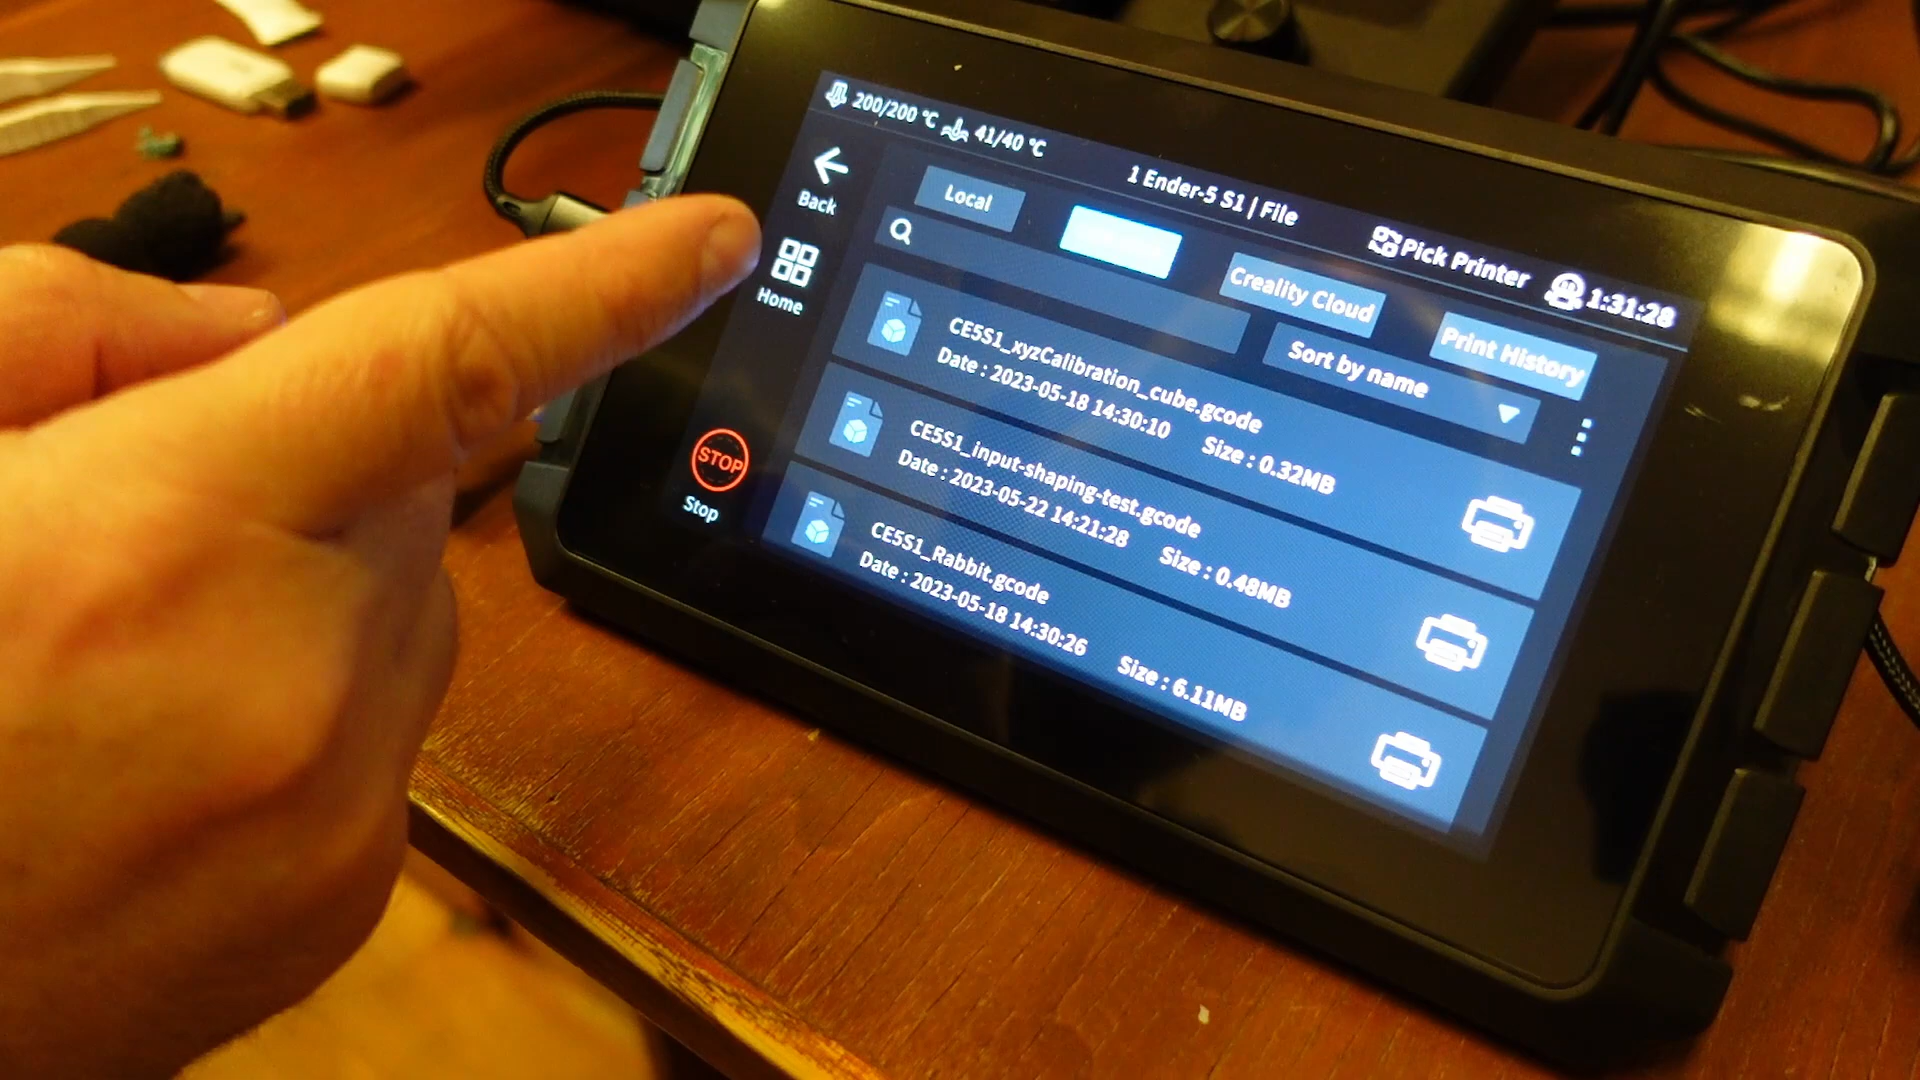 200/200 °C 41/40 °C
1 Ender-5 S1 | File
Pick Printer
1:31:28
Back
Home
STOP
Stop
Local
Creality Cloud
Print History
Sort by name
CE5S1_xyzCalibration_cube.gcode
Date : 2023-05-18 14:30:10 Size : 0.32MB
CE5S1_input-shaping-test.gcode
Date : 2023-05-22 14:21:28 Size : 0.48MB
CE5S1_Rabbit.gcode
Date : 2023-05-18 14:30:26 Size : 6.11MB